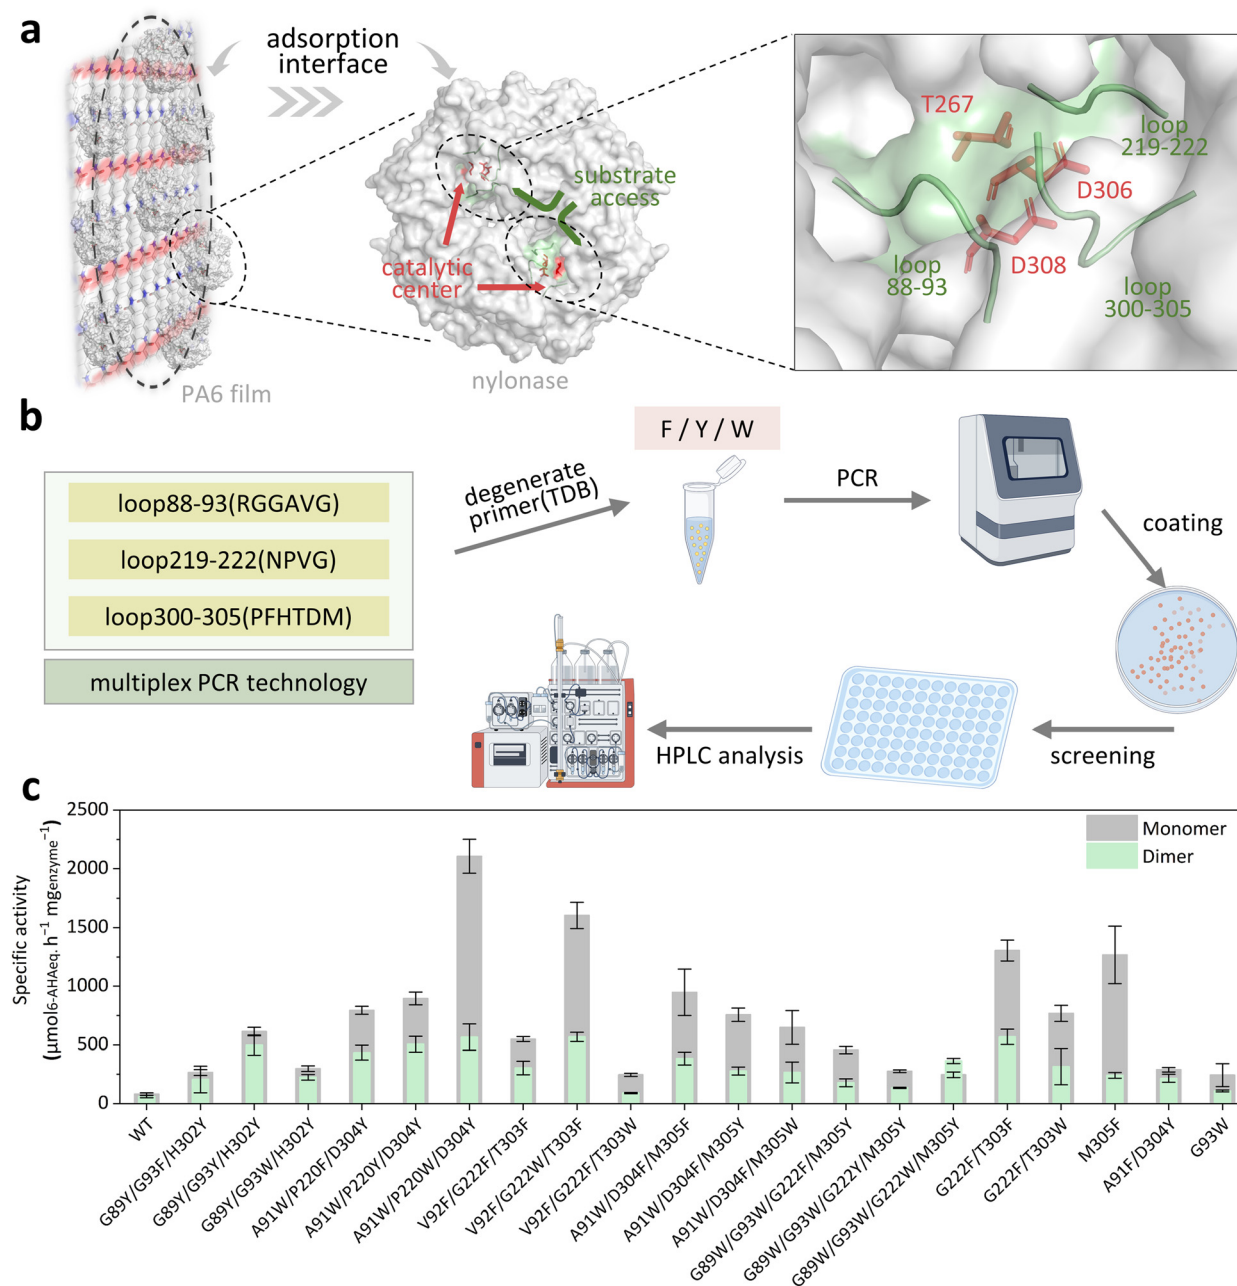 a
adsorption
interface
PA6 film
substrate
access
catalytic
center
nylonase
T267
loop
219-222
D306
loop
88-93
D308
loop
300-305
b
loop88-93(RGGAVG)
loop219-222(NPVG)
loop300-305(PFHTDM)
multiplex PCR technology
degenerate
primer(TDB)
F / Y / W
PCR
coating
screening
HPLC analysis
c
Specific activity
(μmol6-AHAeq. h−1 mgenzyme−1)
2500
2000
1500
1000
500
0
Monomer
Dimer
WT
G89Y/G93F/H302Y
G89Y/G93Y/H302Y
G89Y/G93W/H302Y
A91W/P220F/D304Y
A91W/P220Y/D304Y
A91W/P220W/D304Y
V92F/G222F/T303F
V92F/G222W/T303F
V92F/G222F/T303W
A91W/D304F/M305F
A91W/D304F/M305Y
A91W/D304F/M305W
G89W/G93W/G222F/M305Y
G89W/G93W/G222Y/M305Y
G89W/G93W/G222W/M305Y
G222F/T303F
G222F/T303W
M305F
A91F/D304Y
G93W